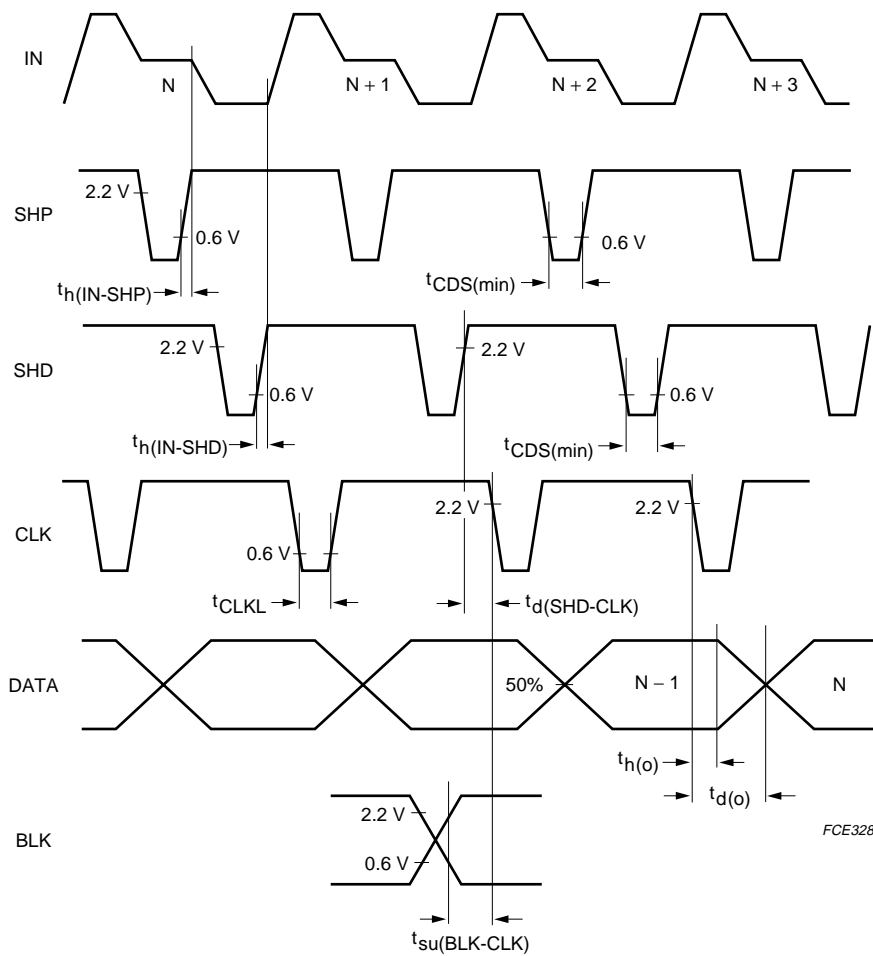 IN
N
N + 1
N + 2
N + 3
SHP
2.2 V
0.6 V
0.6 V
th(IN-SHP)
tCDS(min)
SHD
2.2 V
2.2 V
0.6 V
0.6 V
th(IN-SHD)
tCDS(min)
CLK
2.2 V
2.2 V
0.6 V
tCLKL
td(SHD-CLK)
DATA
50%
N – 1
N
th(o)
td(o)
BLK
2.2 V
0.6 V
FCE328
tsu(BLK-CLK)